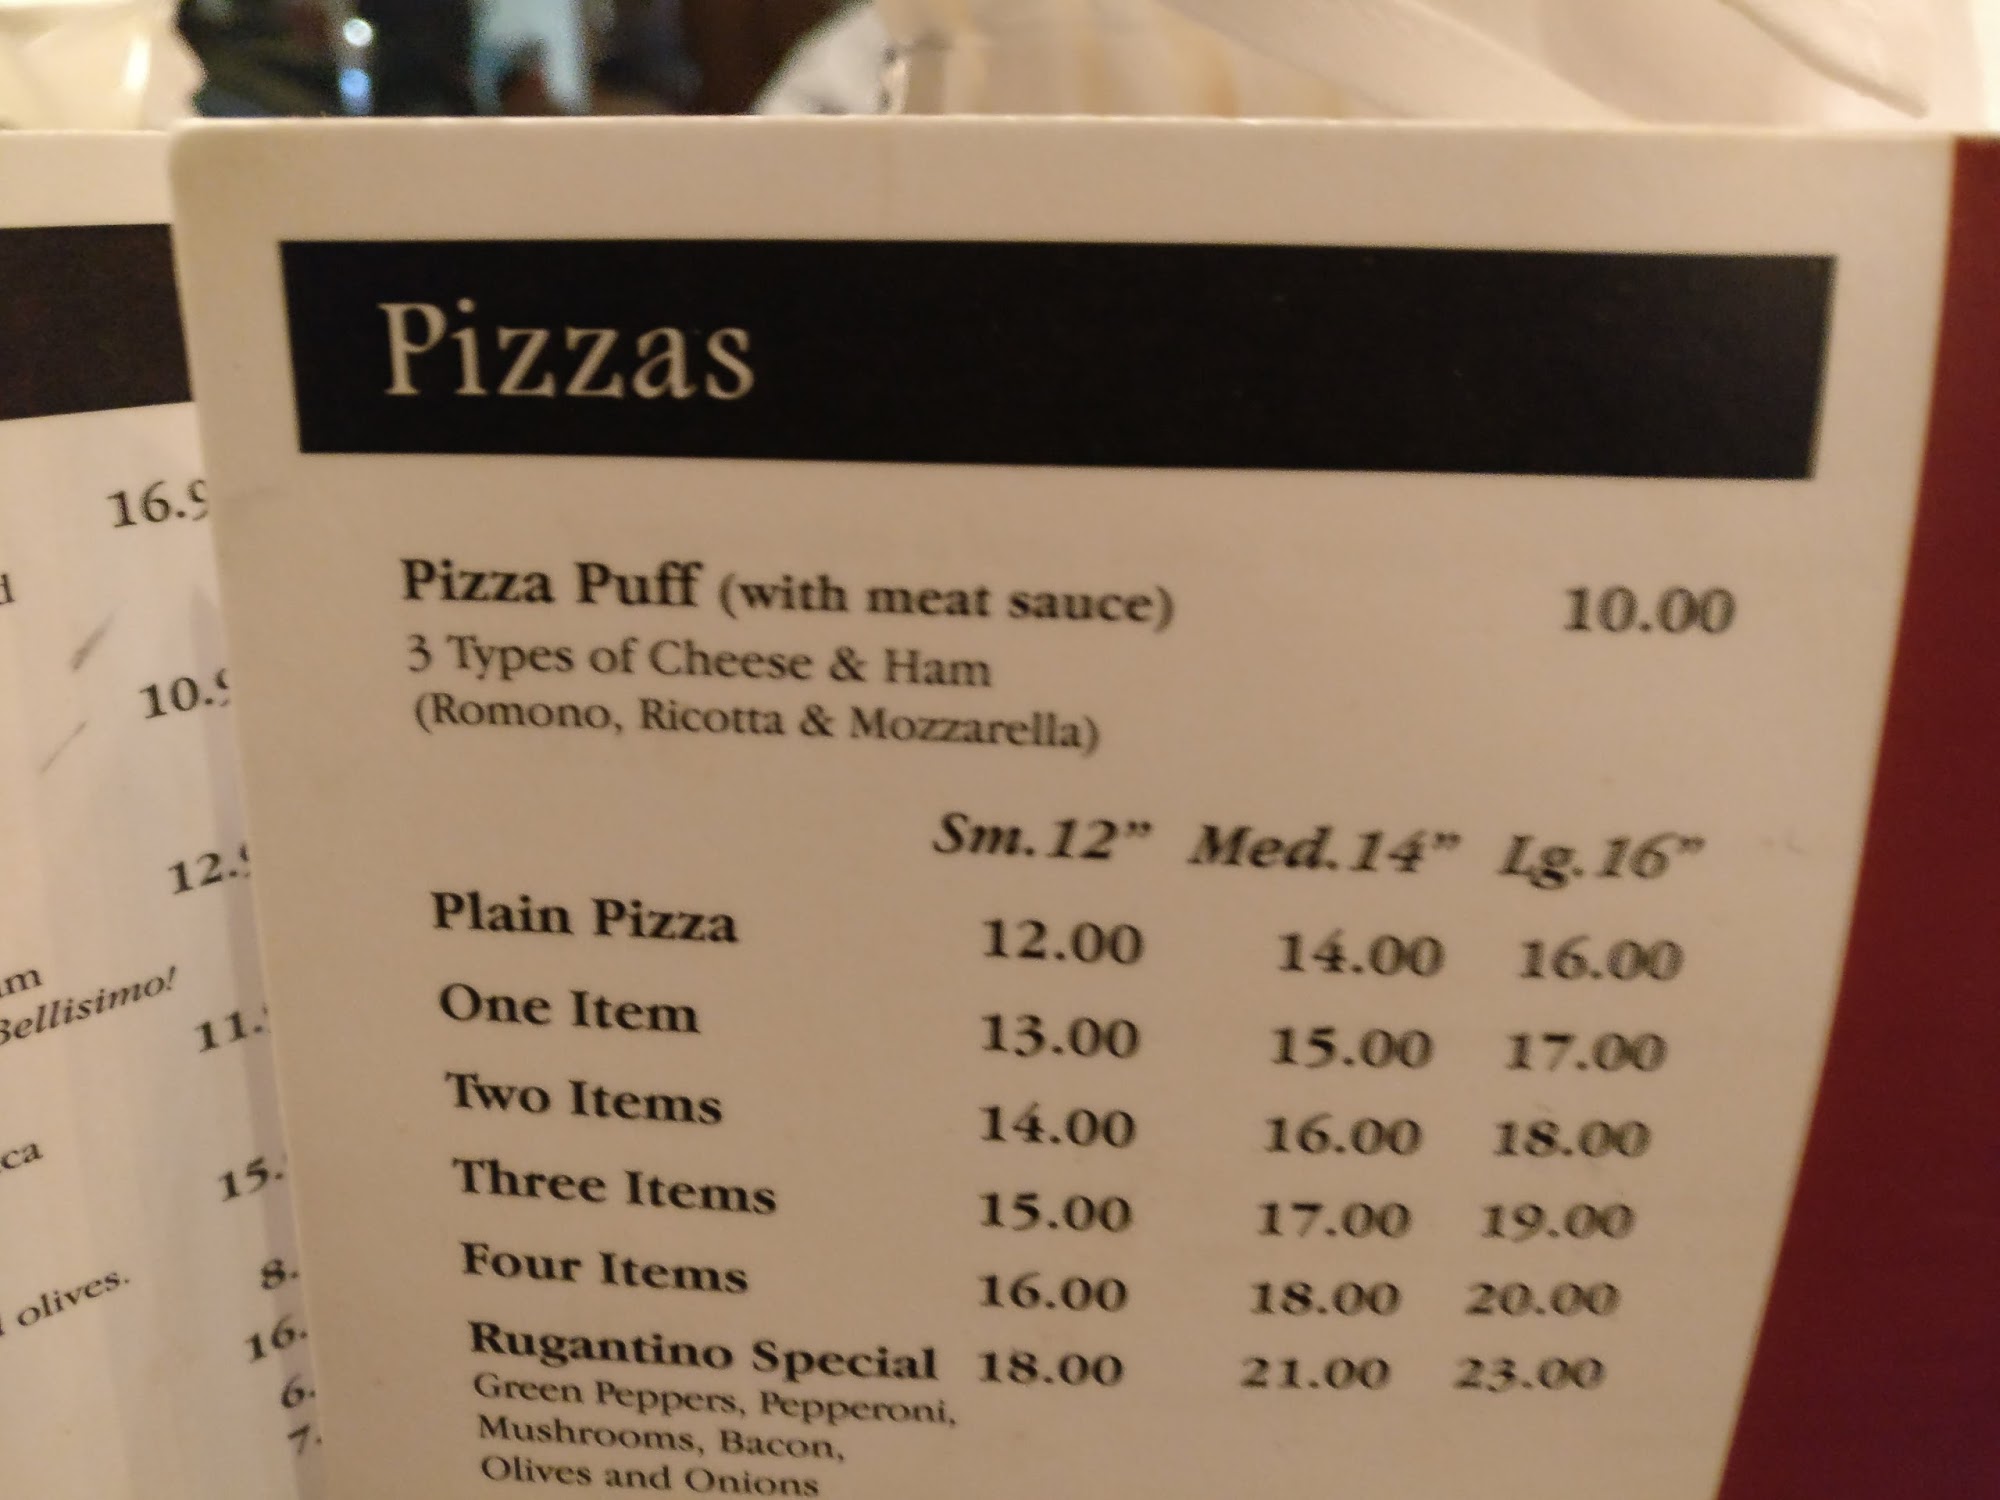 Pizzas
Pizza Puff (with meat sauce) 10.00
3 Types of Cheese & Ham
(Romono, Ricotta & Mozzarella)
Sm.12” Med.14” Lg.16”
Plain Pizza 12.00 14.00 16.00
One Item 13.00 15.00 17.00
Two Items 14.00 16.00 18.00
Three Items 15.00 17.00 19.00
Four Items 16.00 18.00 20.00
Rugantino Special 18.00 21.00 23.00
Green Peppers, Pepperoni,
Mushrooms, Bacon,
Olives and Onions
Bellisimo!
olives.